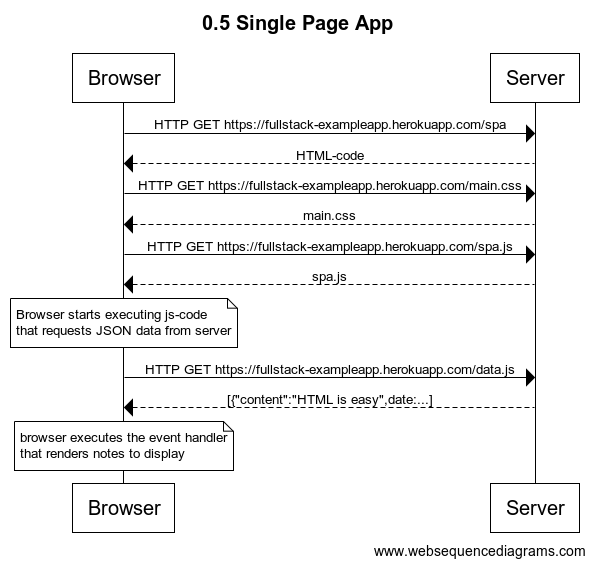 0.5 Single Page App
Browser
Server
HTTP GET https://fullstack-exampleapp.herokuapp.com/spa
HTML-code
HTTP GET https://fullstack-exampleapp.herokuapp.com/main.css
main.css
HTTP GET https://fullstack-exampleapp.herokuapp.com/spa.js
spa.js
Browser starts executing js-code
that requests JSON data from server
HTTP GET https://fullstack-exampleapp.herokuapp.com/data.js
[{"content":"HTML is easy",date:...]
browser executes the event handler
that renders notes to display
Browser
Server
www.websequencediagrams.com